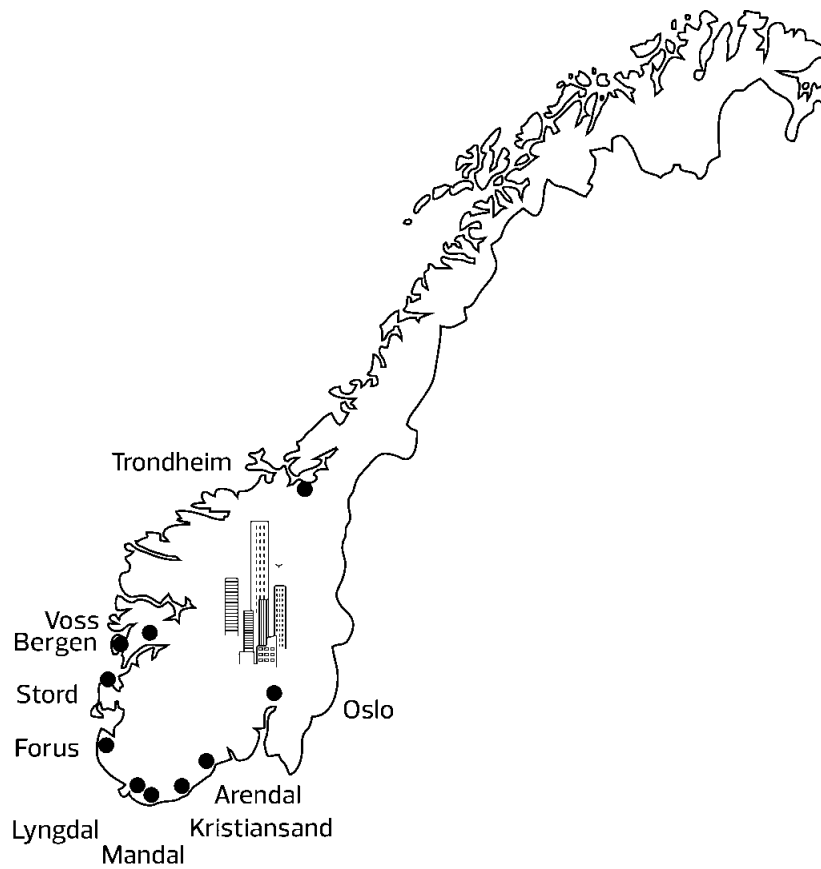 Trondheim
Voss
Bergen
Stord
Oslo
Forus
Arendal
Lyngdal
Kristiansand
Mandal